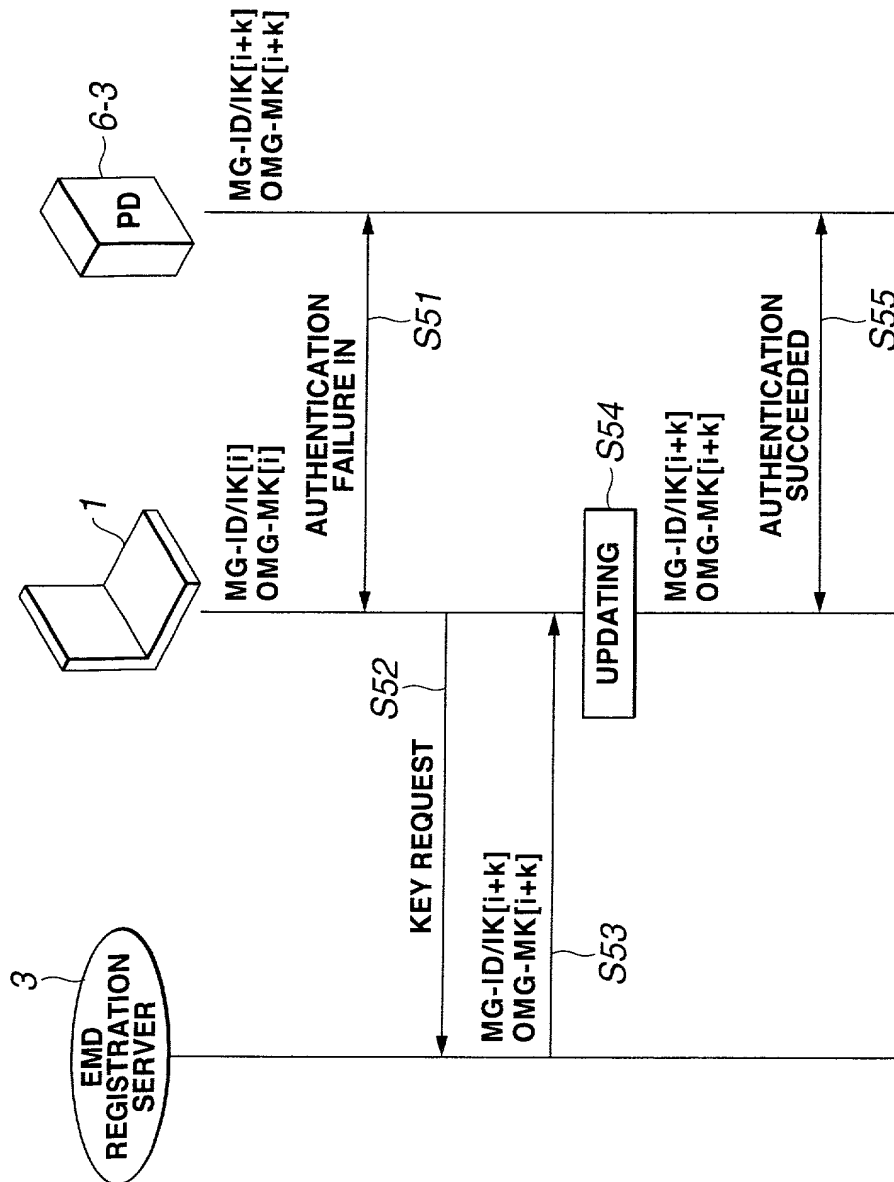 3
EMD
REGISTRATION
SERVER
1
PD
6-3
MG-ID/IK[i]
OMG-MK[i]
MG-ID/IK[i+k]
OMG-MK[i+k]
AUTHENTICATION
FAILURE IN
S51
KEY REQUEST
S52
MG-ID/IK[i+k]
OMG-MK[i+k]
S53
UPDATING
S54
MG-ID/IK[i+k]
OMG-MK[i+k]
AUTHENTICATION
SUCCEEDED
S55